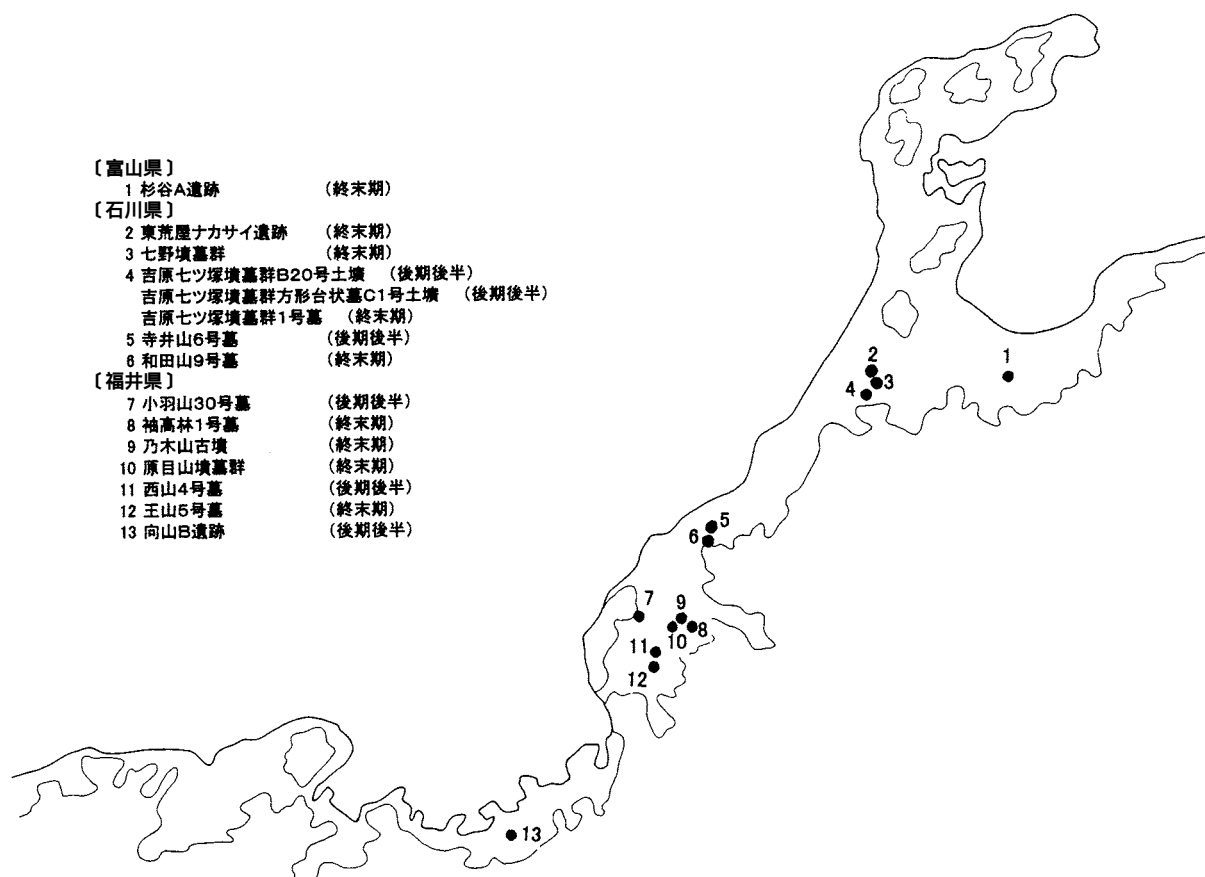 〔富山県〕
1 杉谷A遺跡 (終末期)
〔石川県〕
2 東荒屋ナカサイ遺跡 (終末期)
3 七野墳墓群 (終末期)
4 吉原七ツ塚墳墓群B20号土壙 (後期後半)
吉原七ツ塚墳墓群方形台状墓C1号土壙 (後期後半)
吉原七ツ塚墳墓群1号墓 (終末期)
5 寺井山6号墓 (後期後半)
6 和田山9号墓 (終末期)
〔福井県〕
7 小羽山30号墓 (後期後半)
8 袖高林1号墓 (終末期)
9 乃木山古墳 (終末期)
10 原目山墳墓群 (終末期)
11 西山4号墓 (後期後半)
12 王山5号墓 (終末期)
13 向山B遺跡 (後期後半)
1
2
3
4
5
6
7
9
10
8
11
12
13